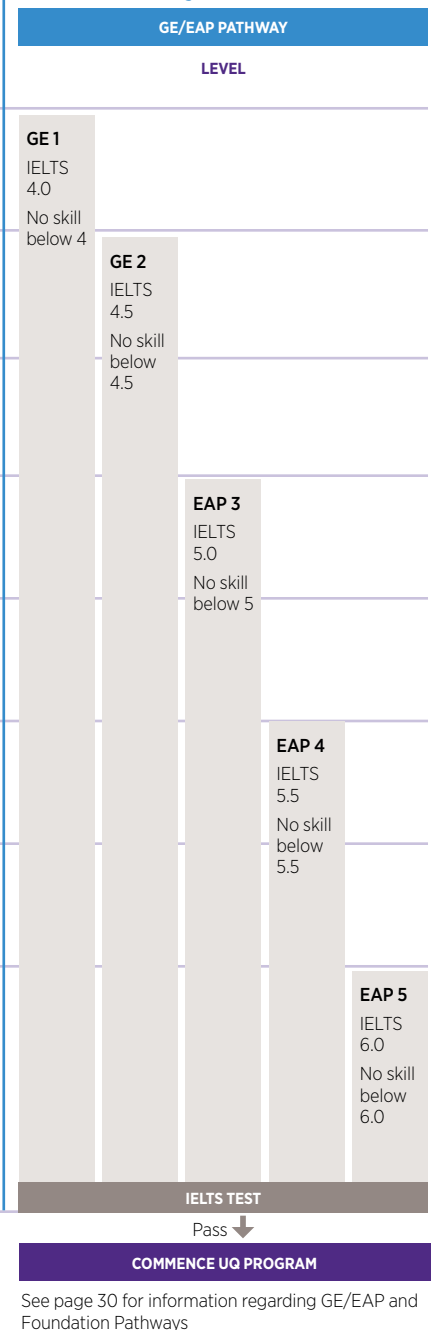 GE/EAP PATHWAY
LEVEL
GE 1
IELTS
4.0
No skill
below 4
GE 2
IELTS
4.5
No skill
below
4.5
EAP 3
IELTS
5.0
No skill
below 5
EAP 4
IELTS
5.5
No skill
below
5.5
EAP 5
IELTS
6.0
No skill
below
6.0
IELTS TEST
Pass
COMMENCE UQ PROGRAM
See page 30 for information regarding GE/EAP and
Foundation Pathways